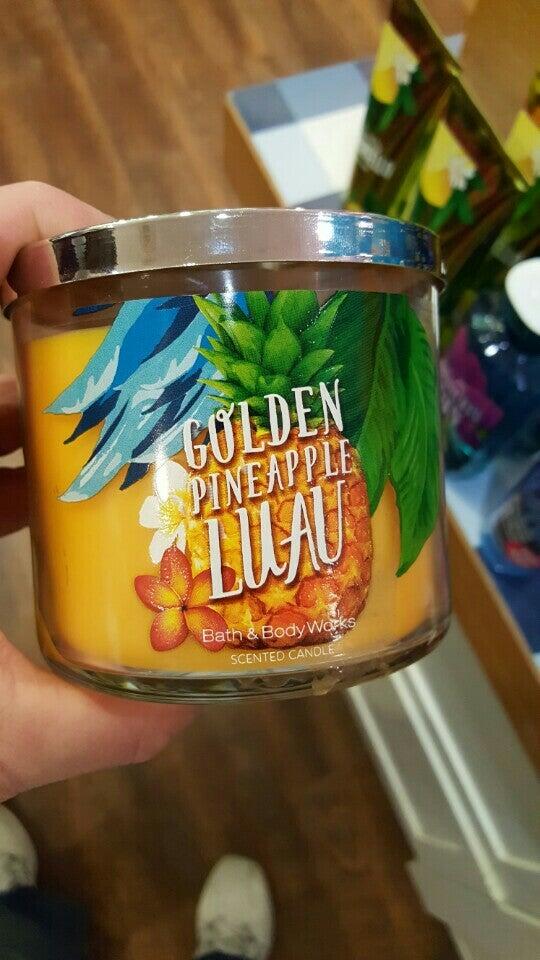 GOLDEN
PINEAPPLE
LUAU
Bath & Body Works
SCENTED CANDLE